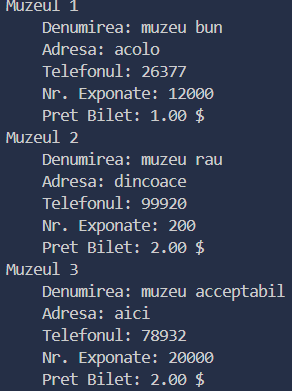 Muzeul 1
Denumirea: muzeu bun
Adresa: acolo
Telefonul: 26377
Nr. Exponate: 12000
Pret Bilet: 1.00 $
Muzeul 2
Denumirea: muzeu rau
Adresa: dincoace
Telefonul: 99920
Nr. Exponate: 200
Pret Bilet: 2.00 $
Muzeul 3
Denumirea: muzeu acceptabil
Adresa: aici
Telefonul: 78932
Nr. Exponate: 20000
Pret Bilet: 2.00 $